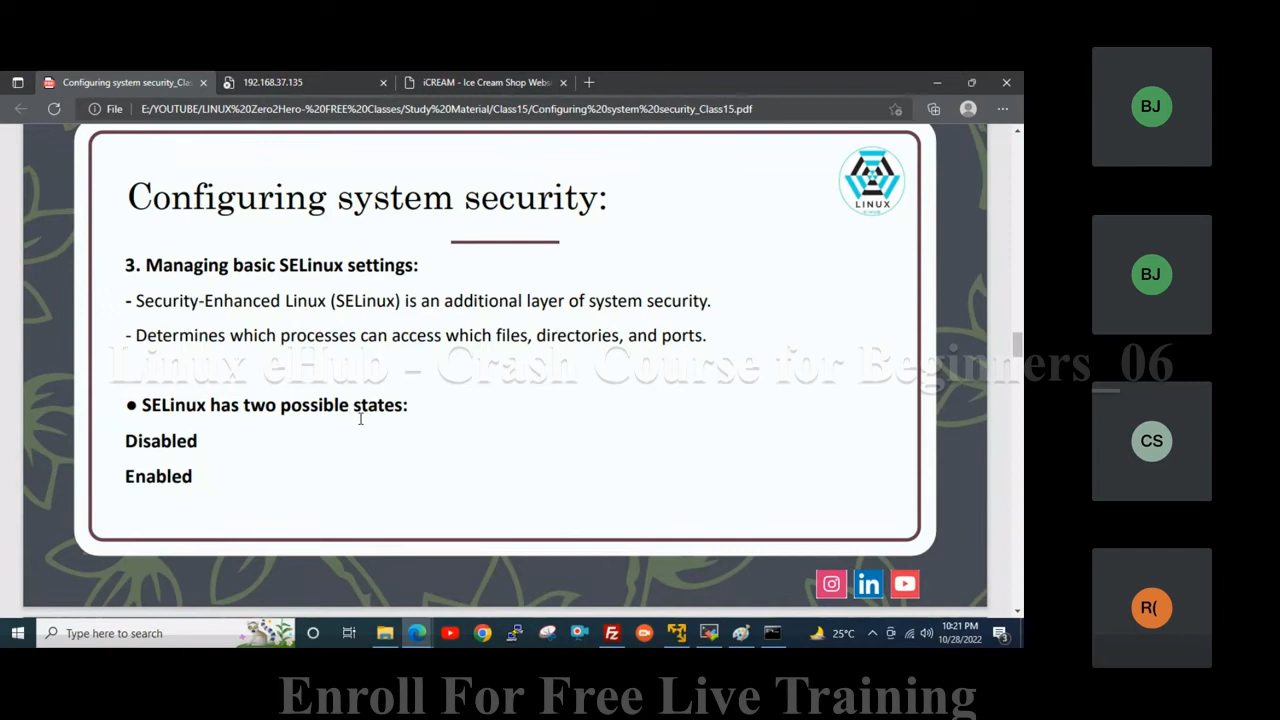 Configuring system security_Cla
192.168.37.135
iCREAM - Ice Cream Shop Webs
File
E:/YOUTUBE/LINUX%20Zero2Hero-%20FREE%20Classes/Study%20Material/Class15/Configuring%20system%20security_Class15.pdf
BJ
Configuring system security:
LINUX
3. Managing basic SELinux settings:
- Security-Enhanced Linux (SELinux) is an additional layer of system security.
- Determines which processes can access which files, directories, and ports.
BJ
Linux eHub - Crash Course for Beginners_06
● SELinux has two possible states:
Disabled
Enabled
CS
in
R(
Type here to search
25°C
10:21 PM
10/28/2022
3
Enroll For Free Live Training